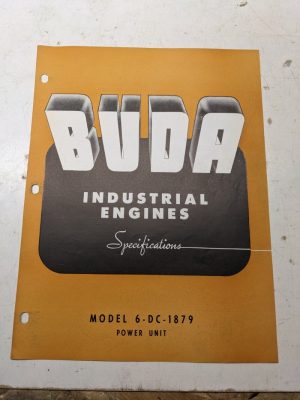 BUDA
INDUSTRIAL
ENGINES
Specifications
MODEL 6-DC-1879
POWER UNIT